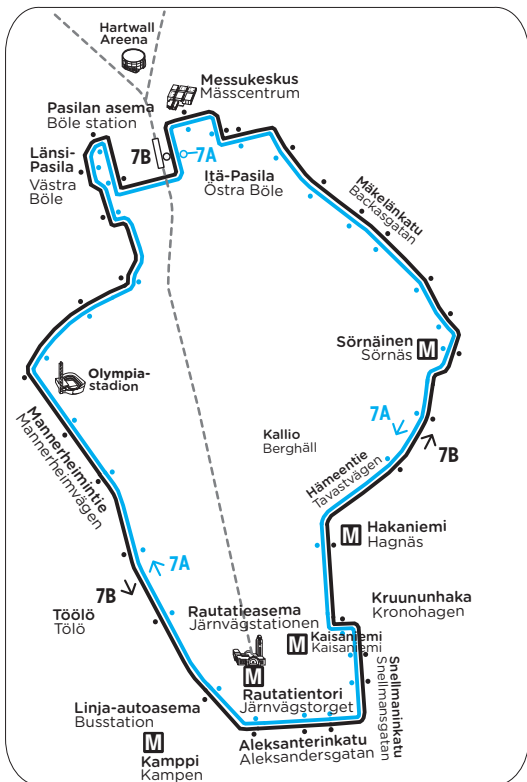 Hartwall
Areena
Messukeskus
Mässcentrum
Pasilan asema
Böle station
7B
7A
Länsi-
Pasila
Västra
Böle
Itä-Pasila
Östra Böle
Mäkelänkatu
Backasgatan
Sörnäinen
Sörnäs
M
Olympia-
stadion
7A
7B
Kallio
Berghäll
Mannerheimintie
Mannerheimvägen
Hämeentie
Tavastvägen
M
Hakaniemi
Hagnäs
7A
7B
Kruununhaka
Kronohagen
Töölö
Tölö
Rautatieasema
Järnvägstationen
M
Kaisaniemi
Kaisaniemi
Snellmaninkatu
Snellmansgatan
M
Rautatientori
Järnvägstorget
Linja-autoasema
Busstation
M
Kamppi
Kampen
Aleksanterinkatu
Aleksandersgatan